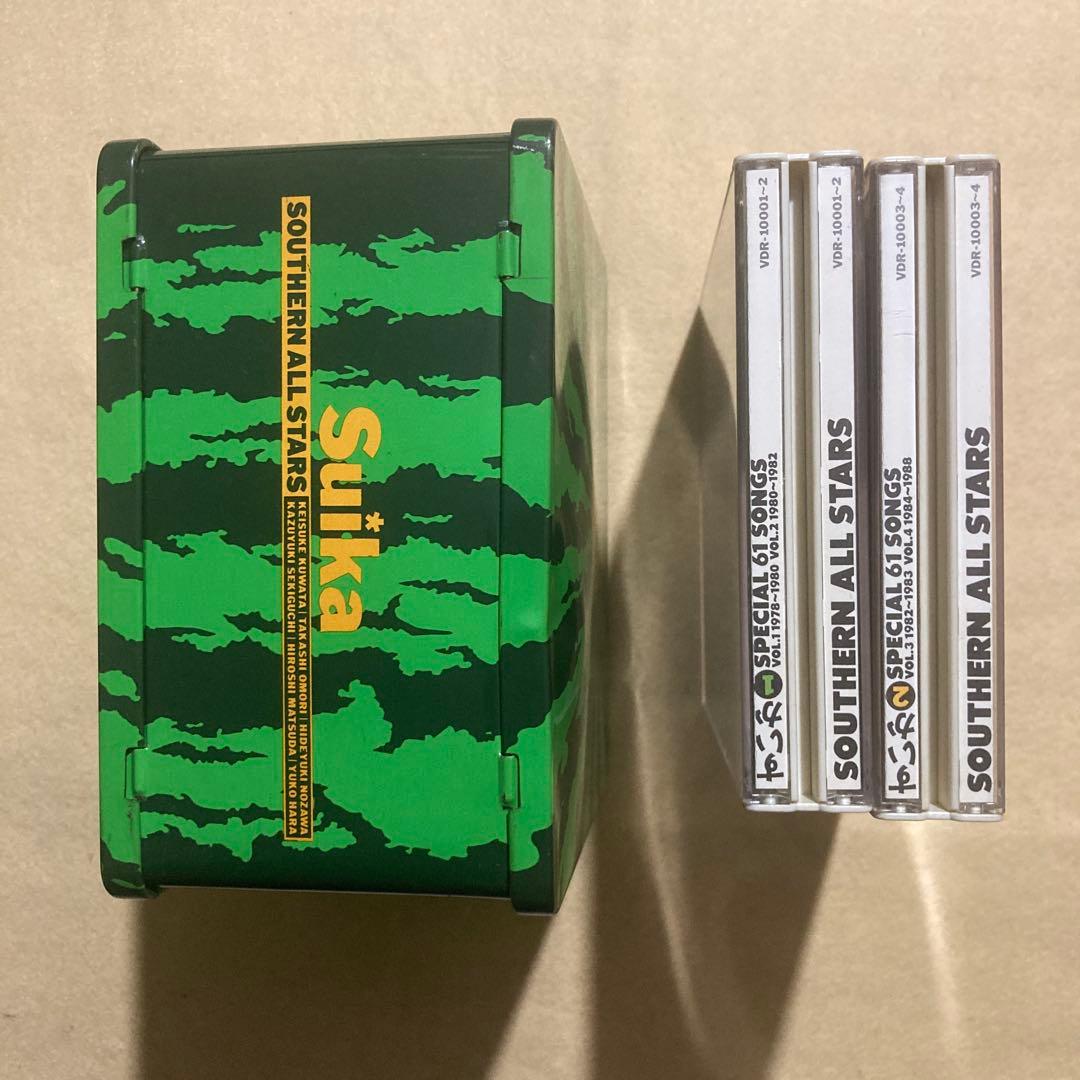 Suika
SOUTHERN ALL STARS
KEISUKE KUWATA | TAKASHI OMORI | HIDEYUKI NOZAWA
KAZUYUKI SEKIGUCHI | HIROSHI MATSUDA | YUKO HARA
すいか 1 SPECIAL 61 SONGS
VOL.1 1978~1980 VOL.2 1980~1982
VDR-10001~2
SOUTHERN ALL STARS
VDR-10001~2
すいか 2 SPECIAL 61 SONGS
VOL.3 1982~1983 VOL.4 1984~1988
VDR-10003~4
SOUTHERN ALL STARS
VDR-10003~4